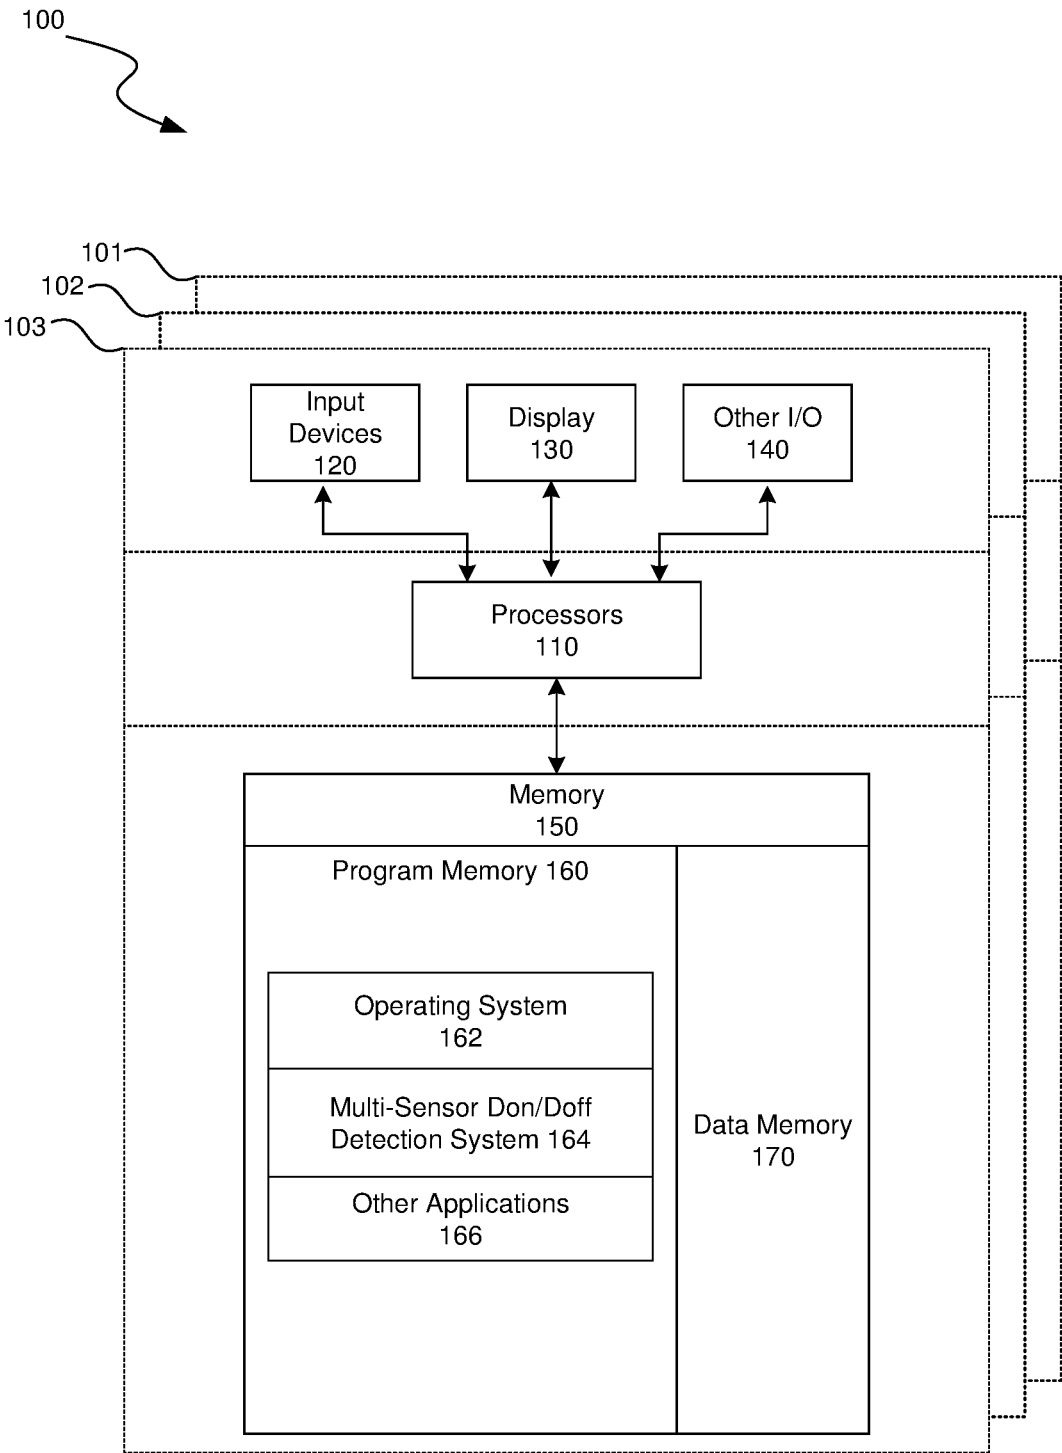 100
101
102
103
Input
Devices
120
Display
130
Other I/O
140
Processors
110
Memory
150
Program Memory 160
Operating System
162
Multi-Sensor Don/Doff
Detection System 164
Other Applications
166
Data Memory
170